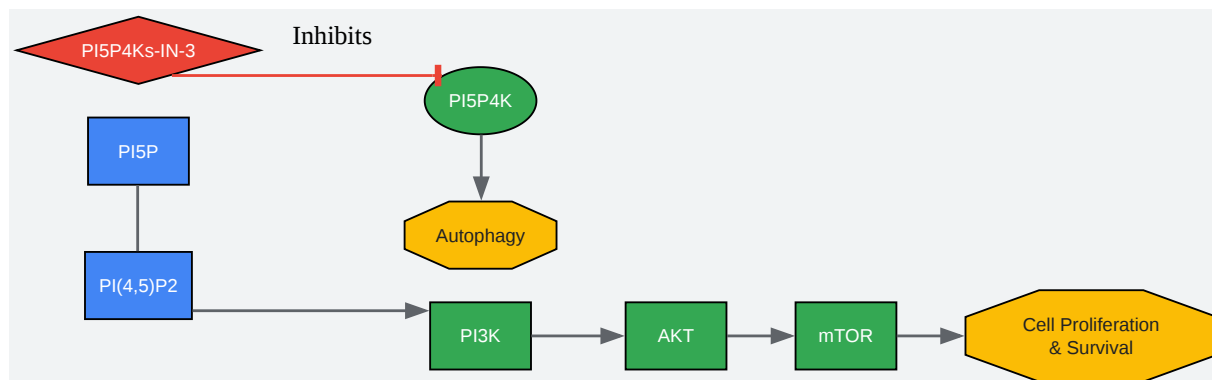 PI5P4Ks-IN-3
Inhibits
PI5P4K
PI5P
Autophagy
PI(4,5)P2
PI3K
AKT
mTOR
Cell Proliferation
& Survival